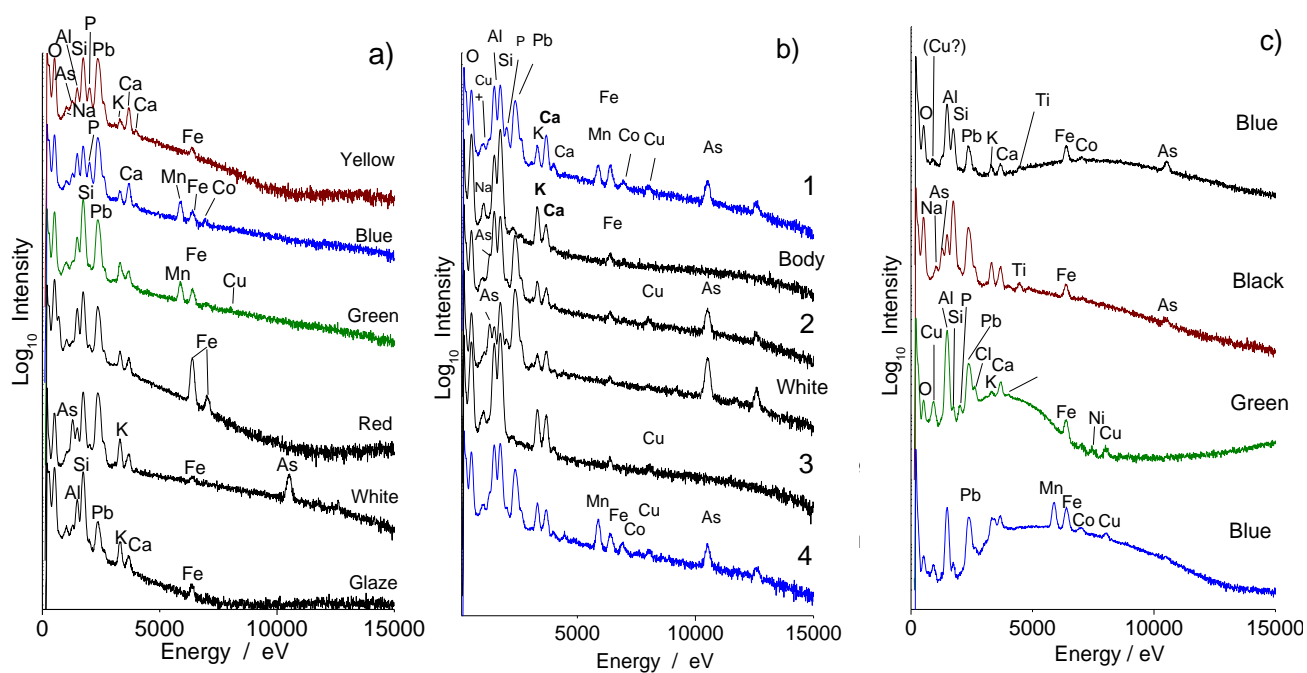 a)
P
Al
Si
Pb
O
As
Na
Ca
K
Ca
Fe
Yellow
P
Ca
Mn
Fe
Co
Blue
Si
Pb
Fe
Mn
Cu
Green
Fe
Red
As
K
Fe
As
White
Si
Al
Pb
K
Ca
Fe
Glaze
Log10 Intensity
0 5000 10000 15000
Energy / eV
b)
Al
P
Pb
O
Si
Cu
+
Fe
Ca
K
Mn
Co
Cu
As
Ca
1
Na
K
Ca
Fe
Body
As
Cu
As
2
As
White
Cu
3
Mn
Fe
Co
Cu
As
4
Log10 Intensity
5000 10000 15000
Energy / eV
c)
(Cu?)
Al
O
Si
Pb
K
Ca
Ti
Fe
Co
As
Blue
As
Na
Ti
Fe
As
Black
Al
P
Si
Pb
Cu
Cl
O
K
Ca
Fe
Ni
Cu
Green
Pb
Mn
Fe
Co
Cu
Blue
Log10 Intensity
0 5000 10000 15000
Energy / eV